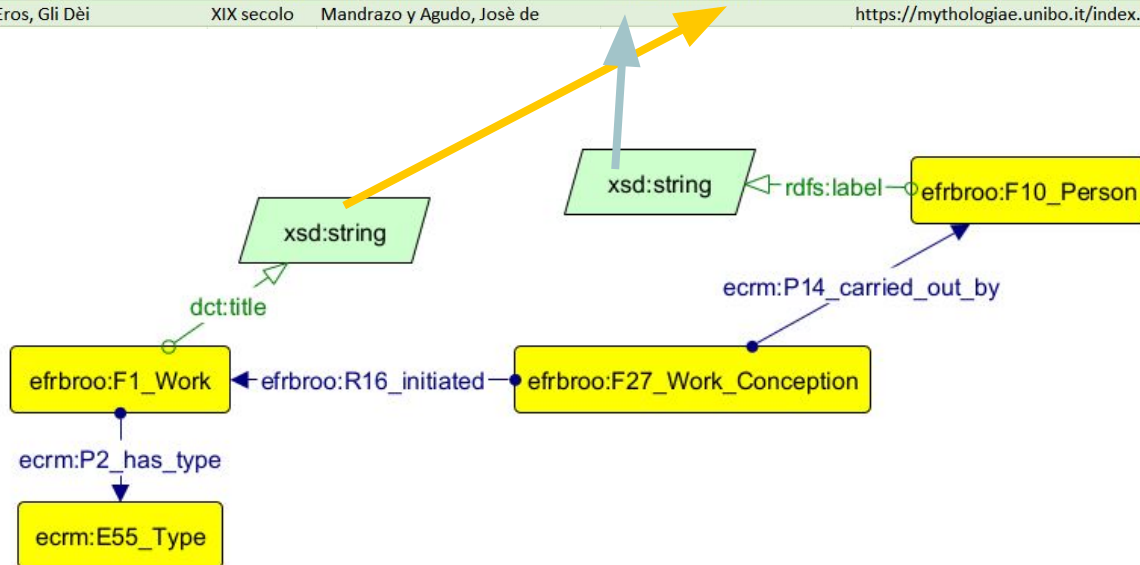 Eros, Gli Dèi XIX secolo Mandrazo y Agudo, Josè de https://mythologiae.unibo.it/index.
xsd:string rdfs:label efrbroo:F10_Person
xsd:string
ecrm:P14_carried_out_by
dct:title
efrbroo:F1_Work efrbroo:R16_initiated efrbroo:F27_Work_Conception
ecrm:P2_has_type
ecrm:E55_Type